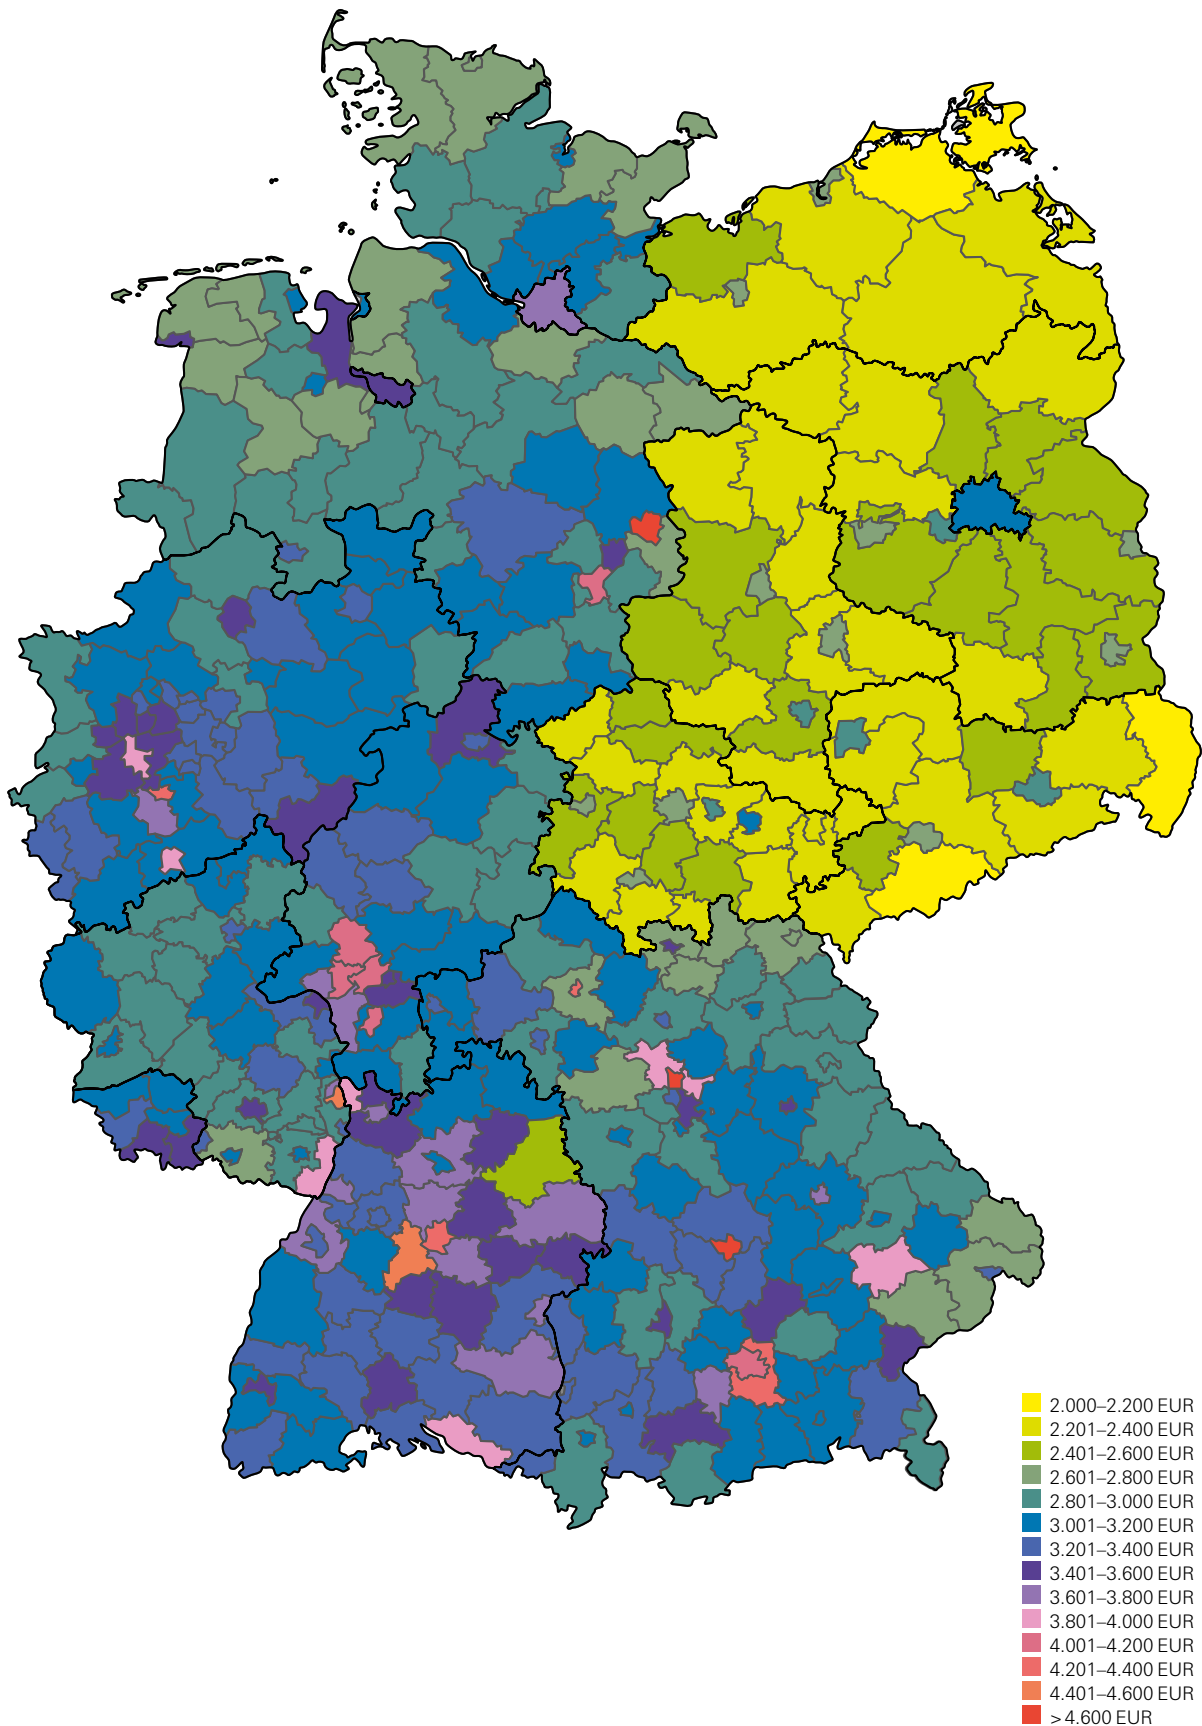 2.000–2.200 EUR
2.201–2.400 EUR
2.401–2.600 EUR
2.601–2.800 EUR
2.801–3.000 EUR
3.001–3.200 EUR
3.201–3.400 EUR
3.401–3.600 EUR
3.601–3.800 EUR
3.801–4.000 EUR
4.001–4.200 EUR
4.201–4.400 EUR
4.401–4.600 EUR
> 4.600 EUR